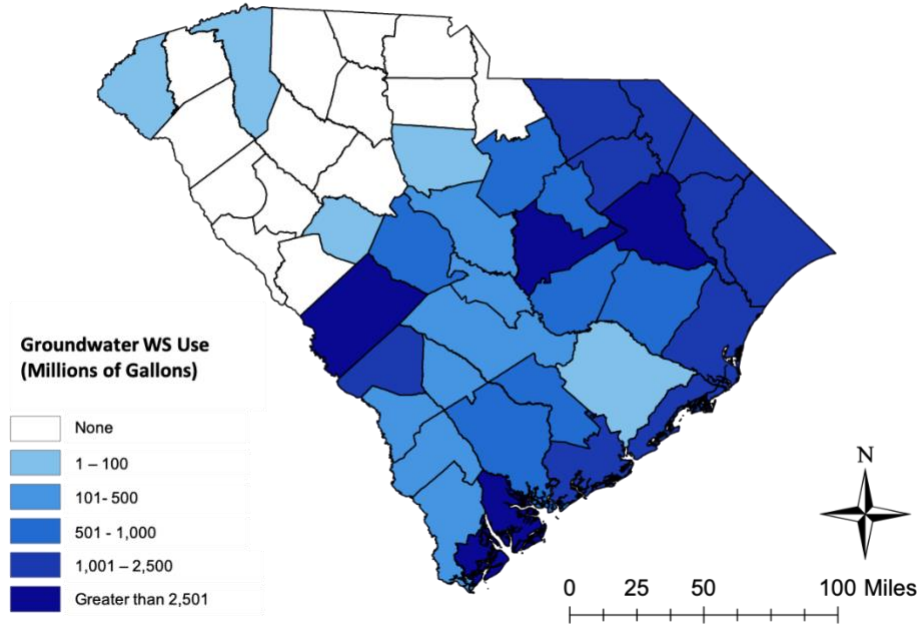 Groundwater WS Use
(Millions of Gallons)
None
1 – 100
101- 500
501 - 1,000
1,001 – 2,500
Greater than 2,501
N
0 25 50 100 Miles